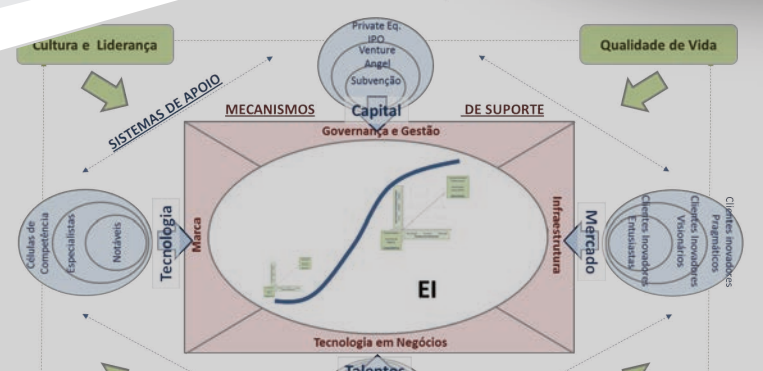 Private Eq.
IPO
Venture
Angel
Subvenção
Cultura e Liderança
Qualidade de Vida
SISTEMAS DE APOIO
MECANISMOS
Capital
DE SUPORTE
Governança e Gestão
Células de
Competência
Especialistas
Notáveis
Tecnologia
Marca
EI
Infraestrutura
Mercado
Clientes Inovadores
Entusiastas
Clientes Inovadores
Visionários
Clientes inovadores
Pragmáticos
Tecnologia em Negócios
Talentos